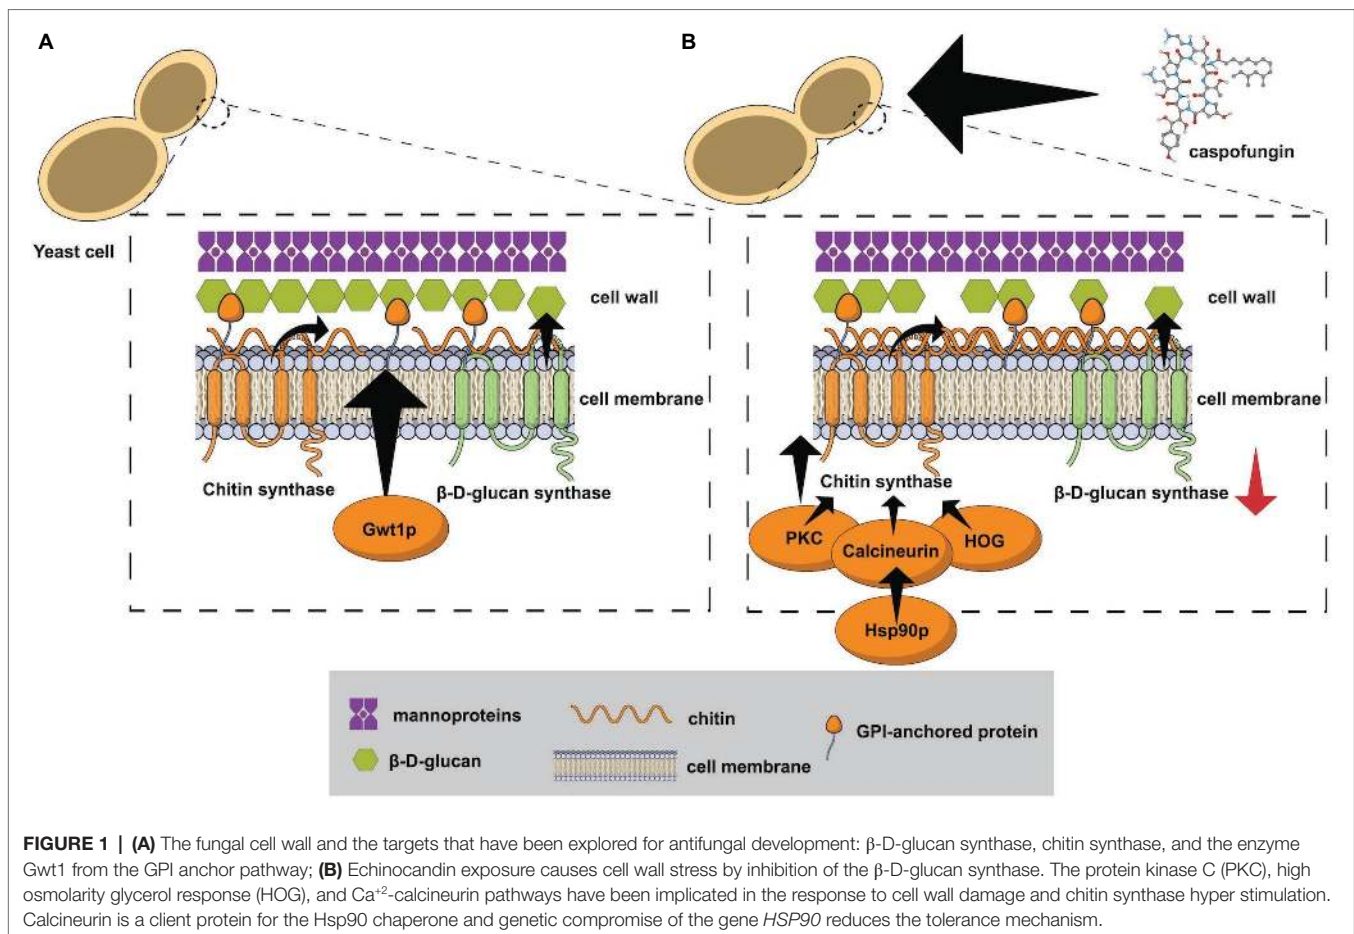 A
B
caspofungin
Yeast cell
cell wall
cell wall
cell membrane
cell membrane
Chitin synthase
β-D-glucan synthase
Gwt1p
Chitin synthase
β-D-glucan synthase
PKC
Calcineurin
HOG
Hsp90p
mannoproteins
chitin
GPI-anchored protein
β-D-glucan
cell membrane
FIGURE 1 | (A) The fungal cell wall and the targets that have been explored for antifungal development: β-D-glucan synthase, chitin synthase, and the enzyme
Gwt1 from the GPI anchor pathway; (B) Echinocandin exposure causes cell wall stress by inhibition of the β-D-glucan synthase. The protein kinase C (PKC), high
osmolarity glycerol response (HOG), and Ca⁺²-calcineurin pathways have been implicated in the response to cell wall damage and chitin synthase hyper stimulation.
Calcineurin is a client protein for the Hsp90 chaperone and genetic compromise of the gene HSP90 reduces the tolerance mechanism.